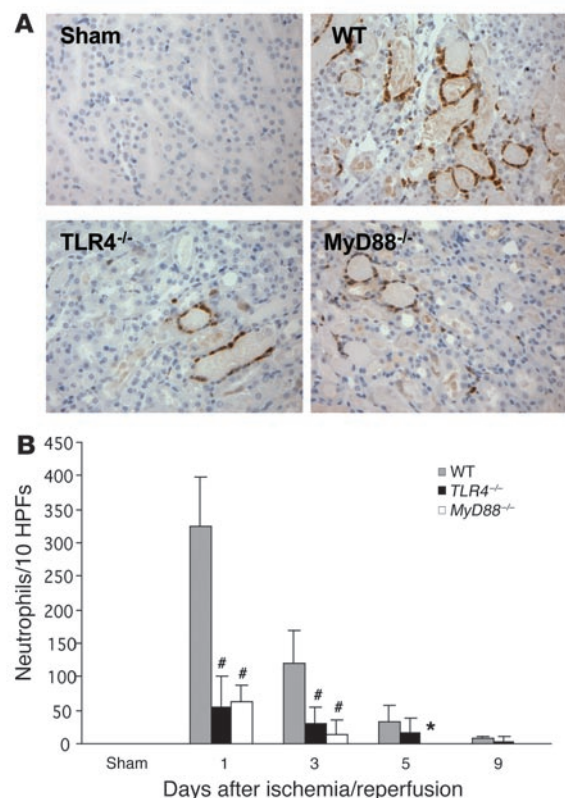 A
Sham
WT
TLR4-/-
MyD88-/-
B
450
400
350
300
250
200
150
100
50
0
Neutrophils/10 HPFs
WT
TLR4-/-
MyD88-/-
# #
# #
*
Sham 1 3 5 9
Days after ischemia/reperfusion